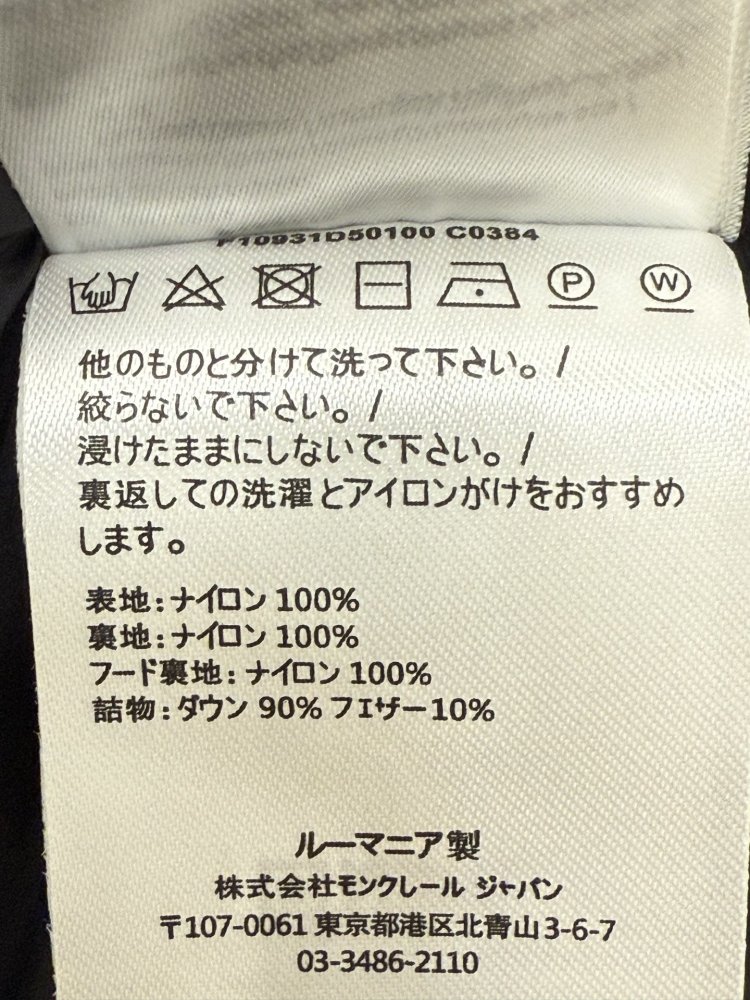 F10931D50100 C0384
P
W
他のものと分けて洗って下さい。/
絞らないで下さい。/
浸けたままにしないで下さい。/
裏返しての洗濯とアイロンがけをおすすめ
します。
表地:ナイロン 100%
裏地:ナイロン 100%
フード裏地:ナイロン 100%
詰物:ダウン 90% フェザー10%
ルーマニア製
株式会社モンクレール ジャパン
〒107-0061 東京都港区北青山3-6-7
03-3486-2110